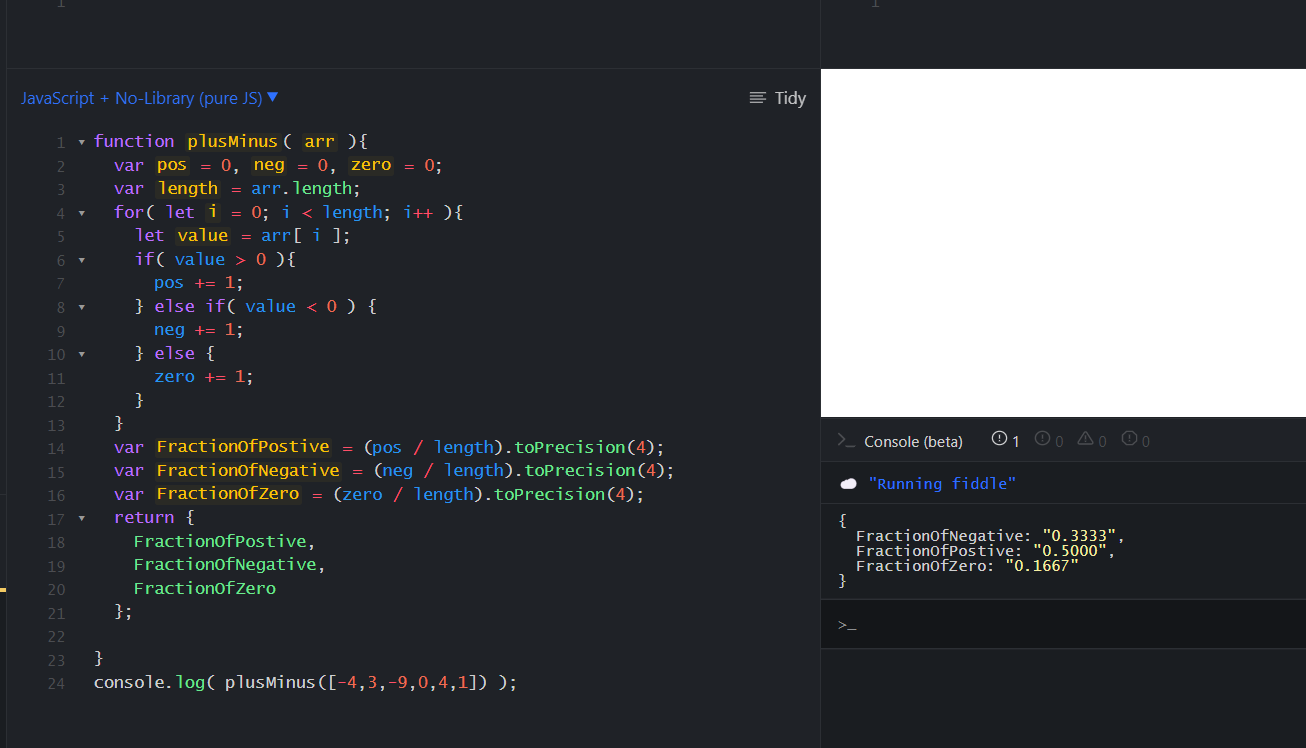 1
1
JavaScript + No-Library (pure JS) ▼
Tidy
1 ▾ function plusMinus( arr ){
2 var pos = 0, neg = 0, zero = 0;
3 var length = arr.length;
4 ▾ for( let i = 0; i < length; i++ ){
5 let value = arr[ i ];
6 ▾ if( value > 0 ){
7 pos += 1;
8 ▾ } else if( value < 0 ) {
9 neg += 1;
10 ▾ } else {
11 zero += 1;
12 }
13 }
14 var FractionOfPostive = (pos / length).toPrecision(4);
15 var FractionOfNegative = (neg / length).toPrecision(4);
16 var FractionOfZero = (zero / length).toPrecision(4);
17 ▾ return {
18 FractionOfPostive,
19 FractionOfNegative,
20 FractionOfZero
21 };
22
23 }
24 console.log( plusMinus([-4,3,-9,0,4,1]) );
>_ Console (beta) 1 0 0 0
"Running fiddle"
{
FractionOfNegative: "0.3333",
FractionOfPostive: "0.5000",
FractionOfZero: "0.1667"
}
>_